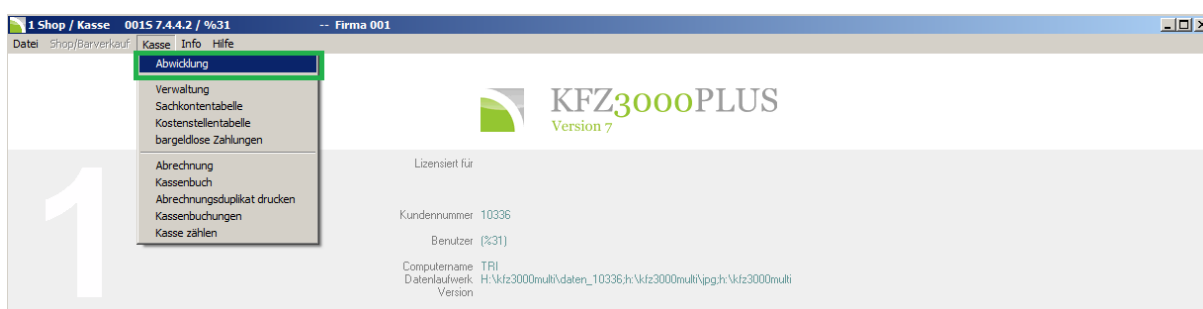 1 Shop / Kasse 001S 7.4.4.2 / %31 -- Firma 001
Datei Shop/Barverkauf Kasse Info Hilfe
Abwicklung
Verwaltung
Sachkontentabelle
Kostenstellentabelle
bargeldlose Zahlungen
Abrechnung
Kassenbuch
Abrechnungsduplikat drucken
Kassenbuchungen
Kasse zählen
KFZ3000PLUS
Version 7
1
Lizensiert für
Kundennummer 10336
Benutzer (%31)
Computername TRI
Datenlaufwerk H:\kfz3000multi\daten_10336;h:\kfz3000multi\jpg;h:\kfz3000multi
Version